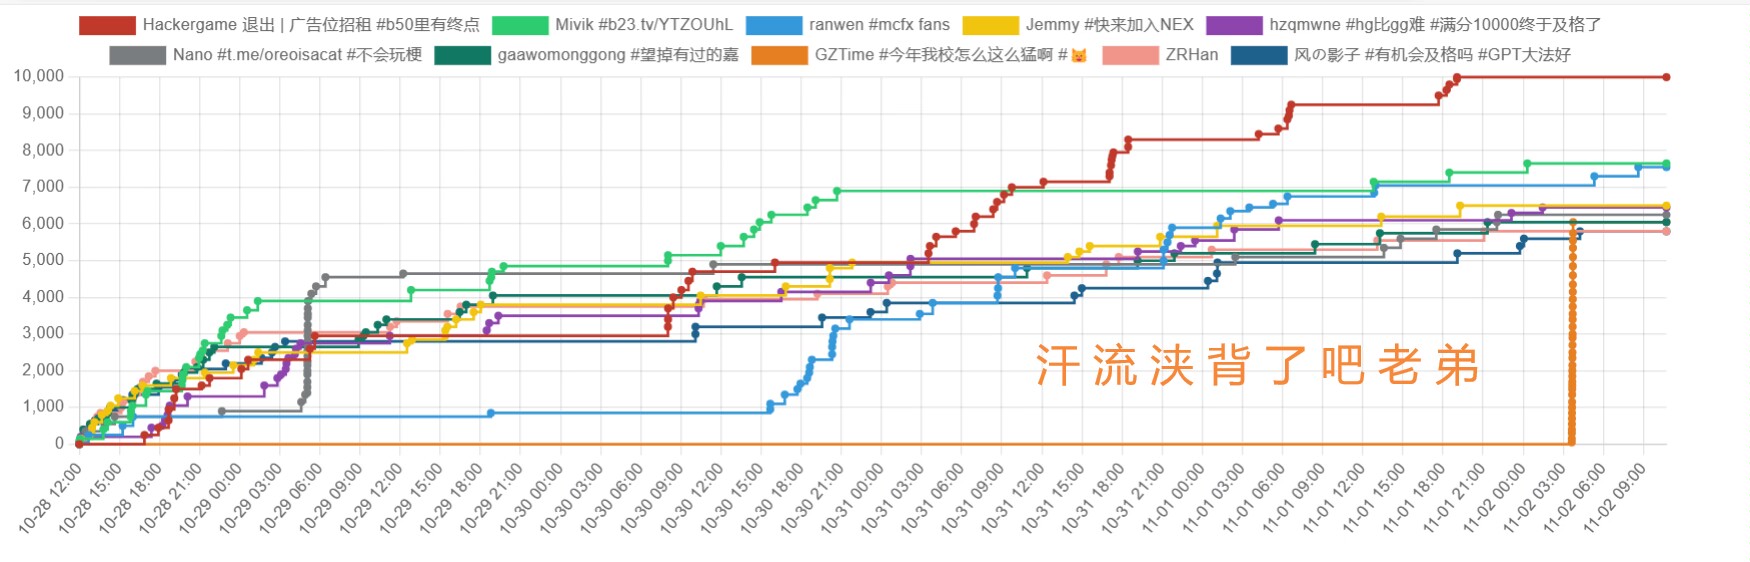 Hackergame 退出 | 广告位招租 #b50里有终点 Mivik #b23.tv/YTZOUhL ranwen #mcfx fans Jemmy #快来加入NEX hzqmwne #hg比gg难 #满分10000终于及格了
Nano #t.me/oreoisacat #不会玩梗 gaawomonggong #望掉有过的嘉 GZTime #今年我校怎么这么猛啊 #😼 ZRHan 风の影子 #有机会及格吗 #GPT大法好
10,000
9,000
8,000
7,000
6,000
5,000
4,000
3,000
2,000
1,000
0
汗流浃背了吧老弟
10-28 12:00 10-28 15:00 10-28 18:00 10-28 21:00 10-29 00:00 10-29 03:00 10-29 06:00 10-29 09:00 10-29 12:00 10-29 15:00 10-29 18:00 10-29 21:00 10-30 00:00 10-30 03:00 10-30 06:00 10-30 09:00 10-30 12:00 10-30 15:00 10-30 18:00 10-30 21:00 10-31 00:00 10-31 03:00 10-31 06:00 10-31 09:00 10-31 12:00 10-31 15:00 10-31 18:00 10-31 21:00 11-01 00:00 11-01 03:00 11-01 06:00 11-01 09:00 11-01 12:00 11-01 15:00 11-01 18:00 11-01 21:00 11-02 00:00 11-02 03:00 11-02 06:00 11-02 09:00